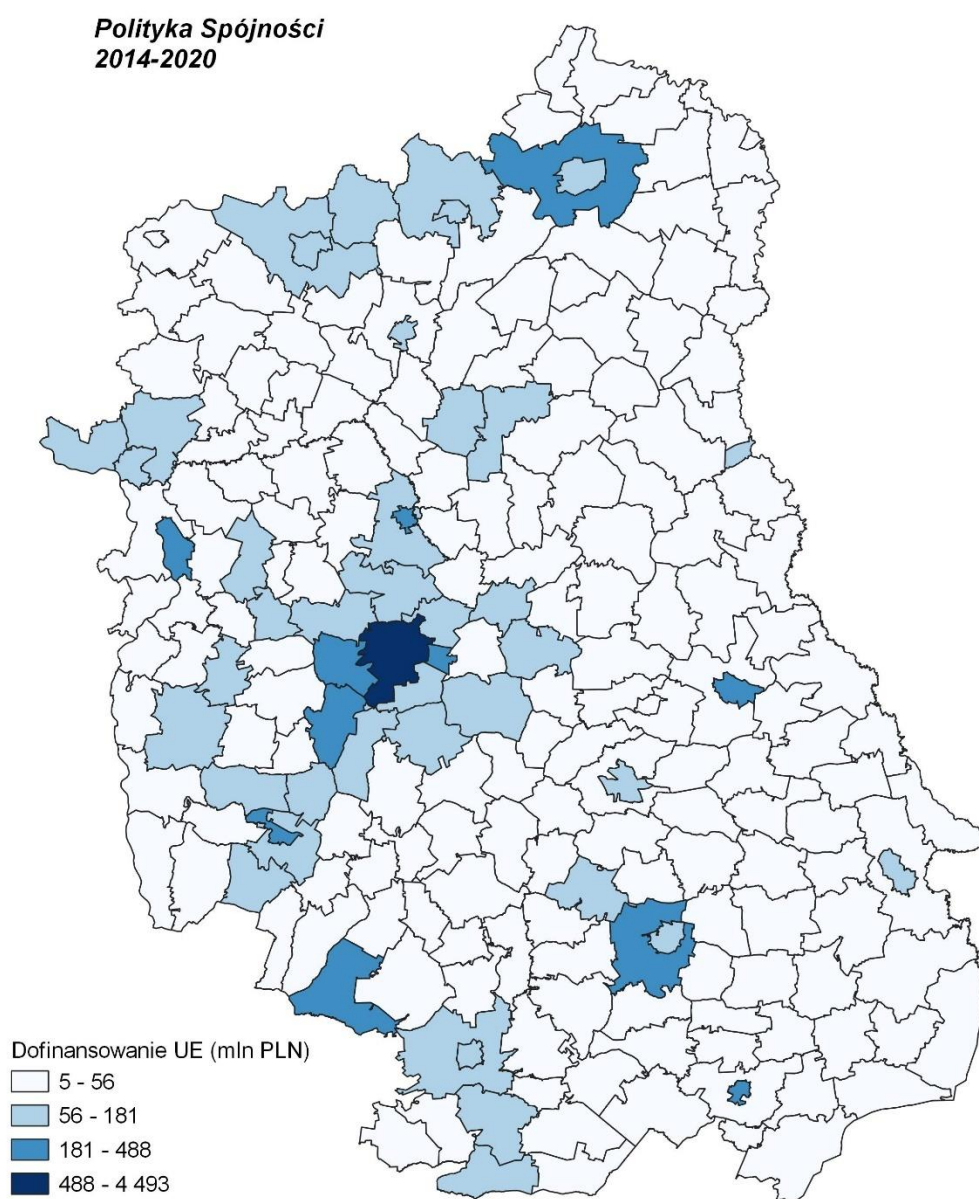 Polityka Spójności
2014-2020
Dofinansowanie UE (mln PLN)
5 - 56
56 - 181
181 - 488
488 - 4 493